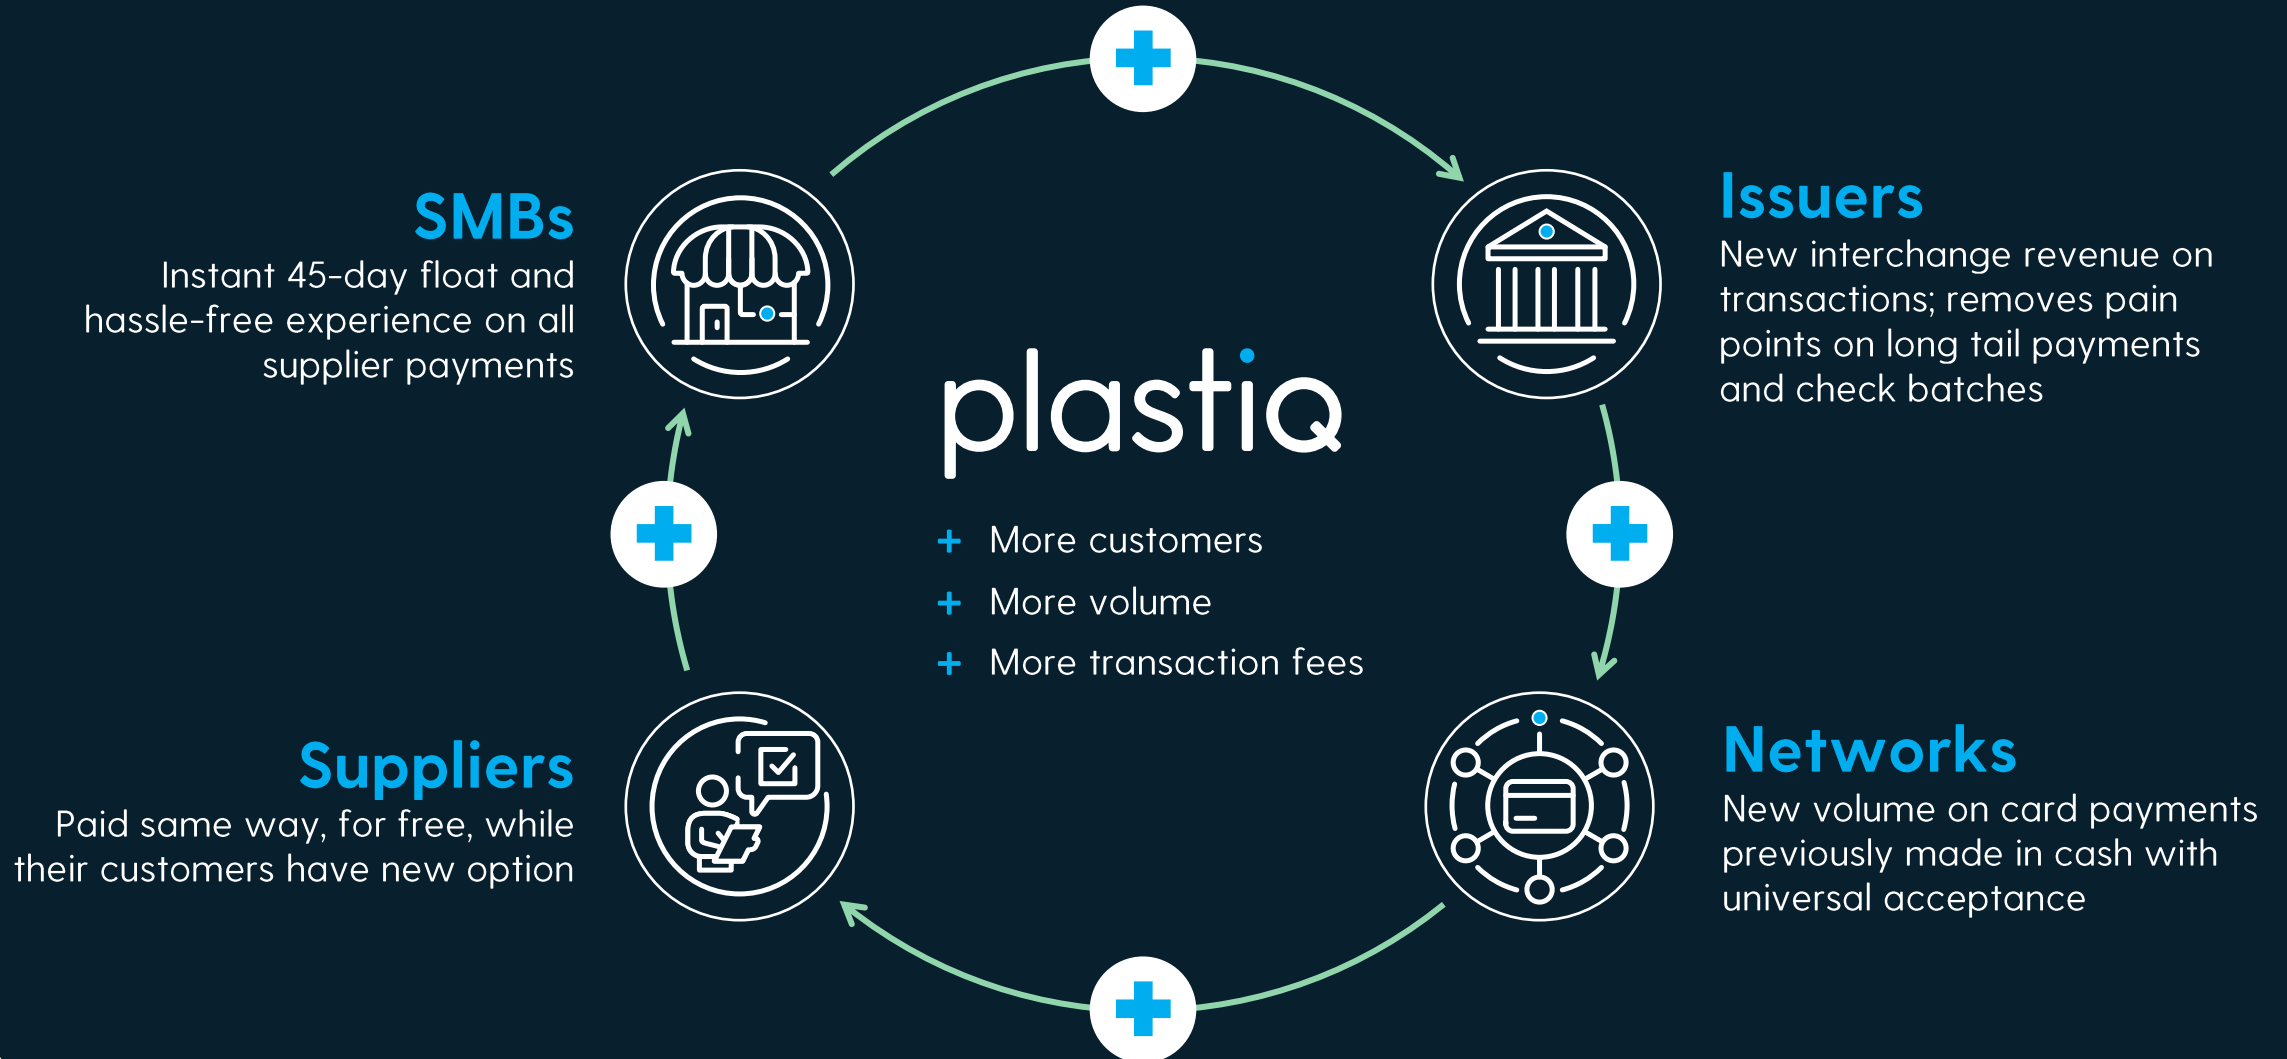 SMBs
Instant 45-day float and
hassle-free experience on all
supplier payments
Issuers
New interchange revenue on
transactions; removes pain
points on long tail payments
and check batches
plastiq
+ More customers
+ More volume
+ More transaction fees
Suppliers
Paid same way, for free, while
their customers have new option
Networks
New volume on card payments
previously made in cash with
universal acceptance